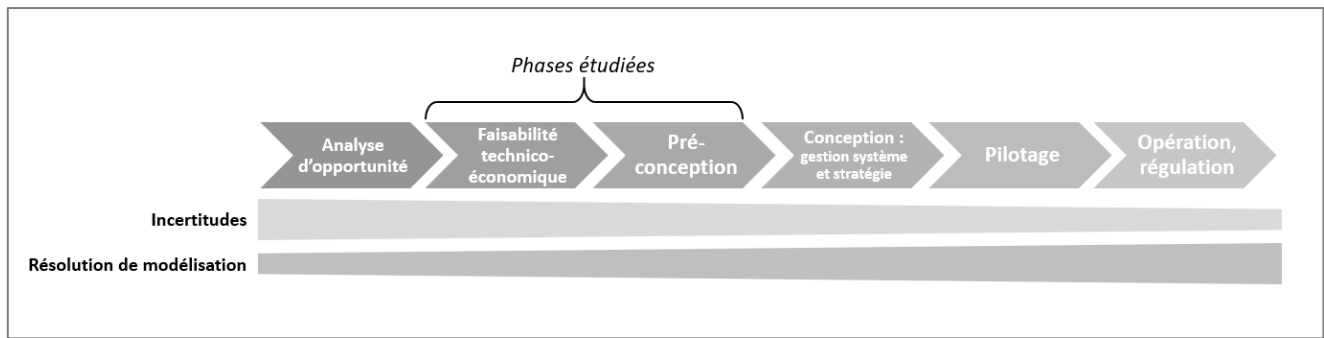 Phases étudiées
Analyse
d’opportunité
Faisabilité
technico-
économique
Pré-
conception
Conception :
gestion système
et stratégie
Pilotage
Opération,
régulation
Incertitudes
Résolution de modélisation